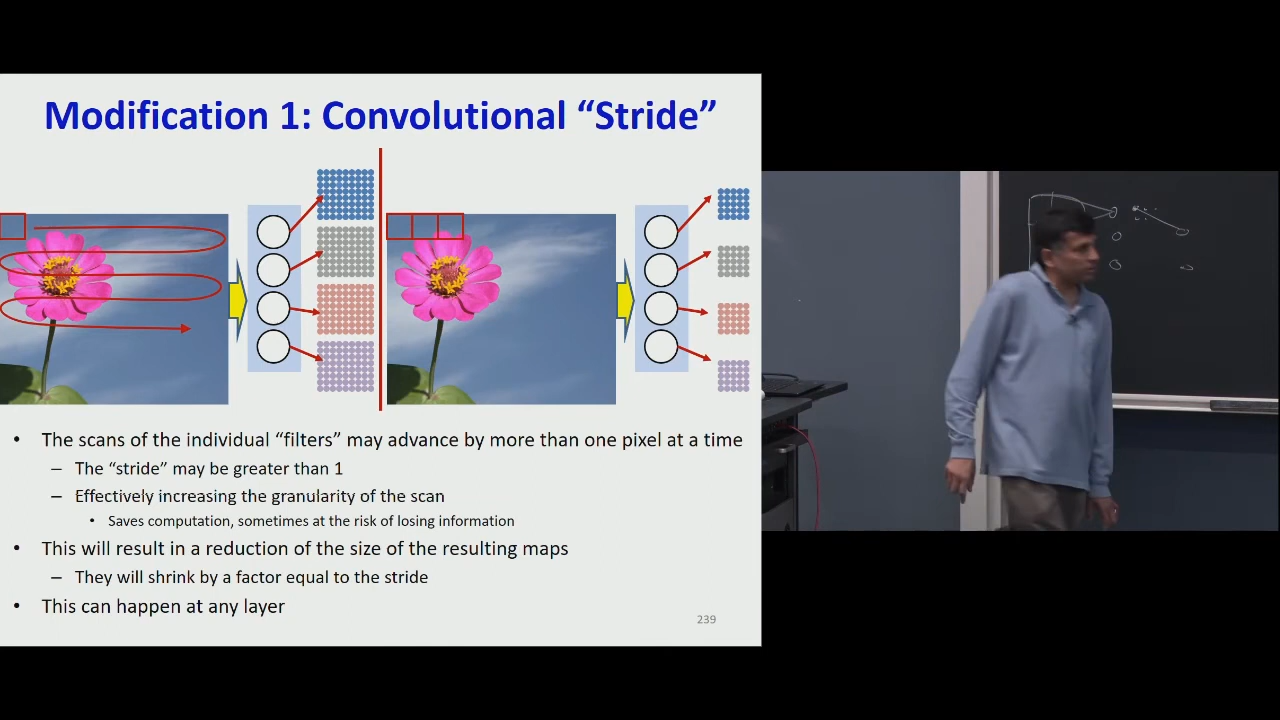 Modification 1: Convolutional “Stride”
• The scans of the individual “filters” may advance by more than one pixel at a time
– The “stride” may be greater than 1
– Effectively increasing the granularity of the scan
• Saves computation, sometimes at the risk of losing information
• This will result in a reduction of the size of the resulting maps
– They will shrink by a factor equal to the stride
• This can happen at any layer
239